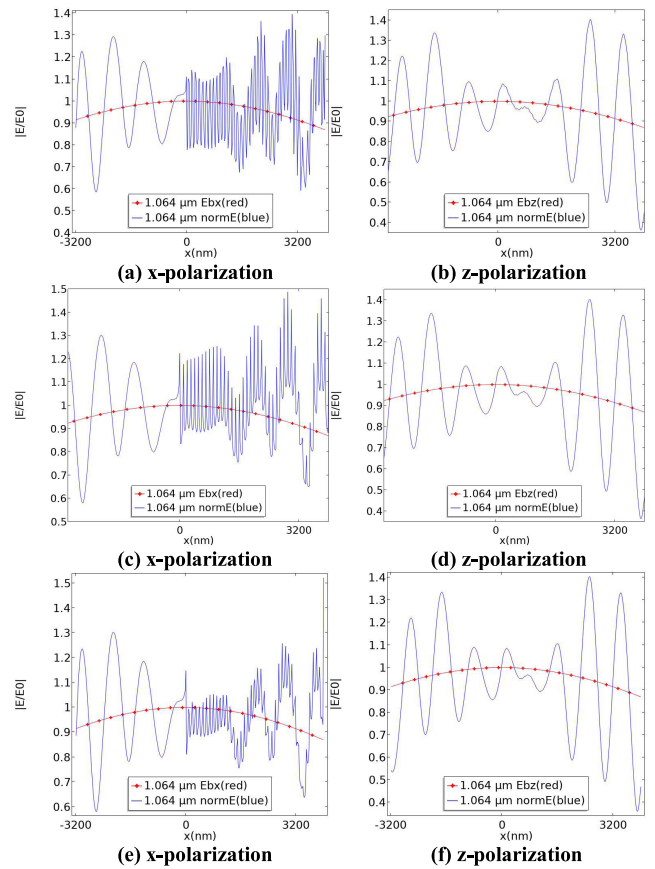 1.4
1.3
1.2
1.1
1
0.9
0.8
0.7
0.6
0.5
0.4
|E/E0|
1.064 µm Ebx(red)
1.064 µm normE(blue)
-3200 0 3200
x(nm)
(a) x-polarization
1.4
1.3
1.2
1.1
1
0.9
0.8
0.7
0.6
0.5
0.4
|E/E0|
1.064 µm Ebz(red)
1.064 µm normE(blue)
0 3200
x(nm)
(b) z-polarization
1.5
1.4
1.3
1.2
1.1
1
0.9
0.8
0.7
0.6
0.5
|E/E0|
1.064 µm Ebx(red)
1.064 µm normE(blue)
0 3200
x(nm)
(c) x-polarization
1.4
1.3
1.2
1.1
1
0.9
0.8
0.7
0.6
0.5
0.4
|E/E0|
1.064 µm Ebz(red)
1.064 µm normE(blue)
0 3200
x(nm)
(d) z-polarization
1.5
1.4
1.3
1.2
1.1
1
0.9
0.8
0.7
0.6
|E/E0|
1.064 µm Ebx(red)
1.064 µm normE(blue)
-3200 0 3200
x(nm)
(e) x-polarization
1.4
1.3
1.2
1.1
1
0.9
0.8
0.7
0.6
0.5
0.4
|E/E0|
1.064 µm Ebz(red)
1.064 µm normE(blue)
-3200 0 3200
x(nm)
(f) z-polarization